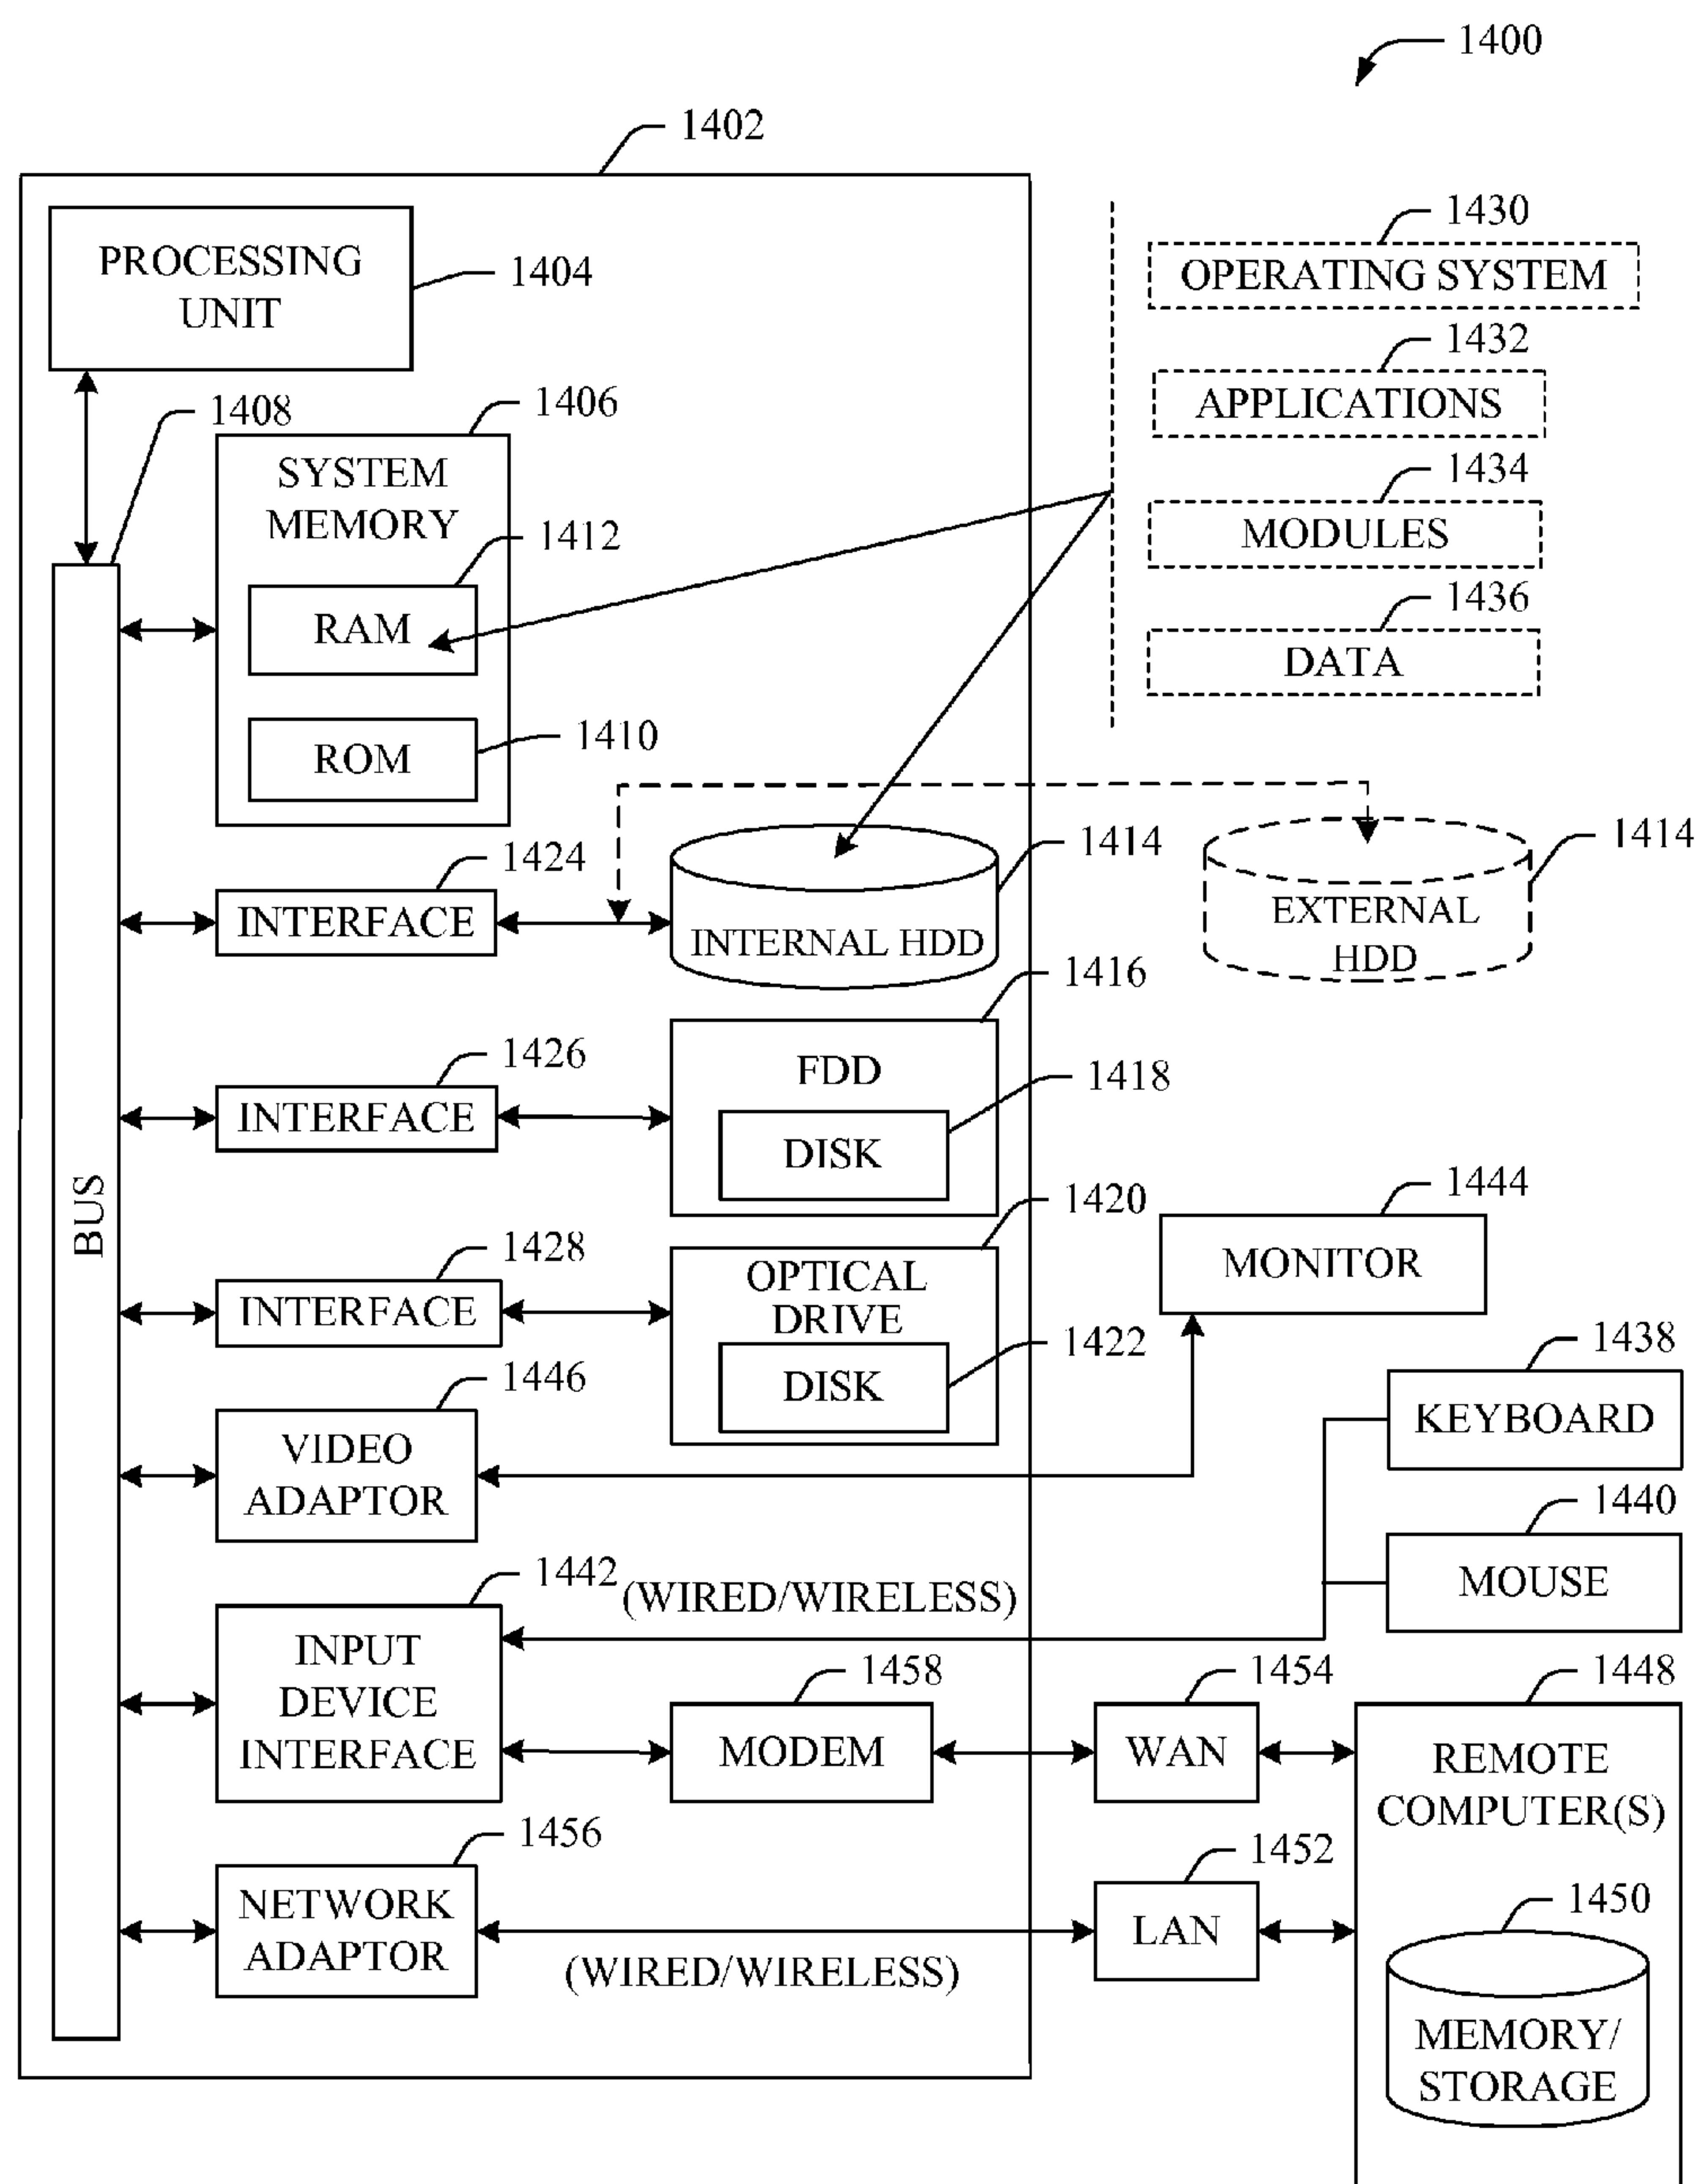 1400
1402
PROCESSING
UNIT
1404
1430
OPERATING SYSTEM
1432
APPLICATIONS
1434
MODULES
1436
DATA
1408
1406
SYSTEM
MEMORY
1412
RAM
1410
ROM
1424
INTERFACE
1414
INTERNAL HDD
1414
EXTERNAL
HDD
1416
FDD
1418
DISK
1426
INTERFACE
BUS
1420
OPTICAL
DRIVE
1422
DISK
1428
INTERFACE
1444
MONITOR
1446
VIDEO
ADAPTOR
1438
KEYBOARD
1440
MOUSE
1442
(WIRED/WIRELESS)
INPUT
DEVICE
INTERFACE
1458
MODEM
1454
WAN
1448
REMOTE
COMPUTER(S)
1456
NETWORK
ADAPTOR
(WIRED/WIRELESS)
1452
LAN
1450
MEMORY/
STORAGE